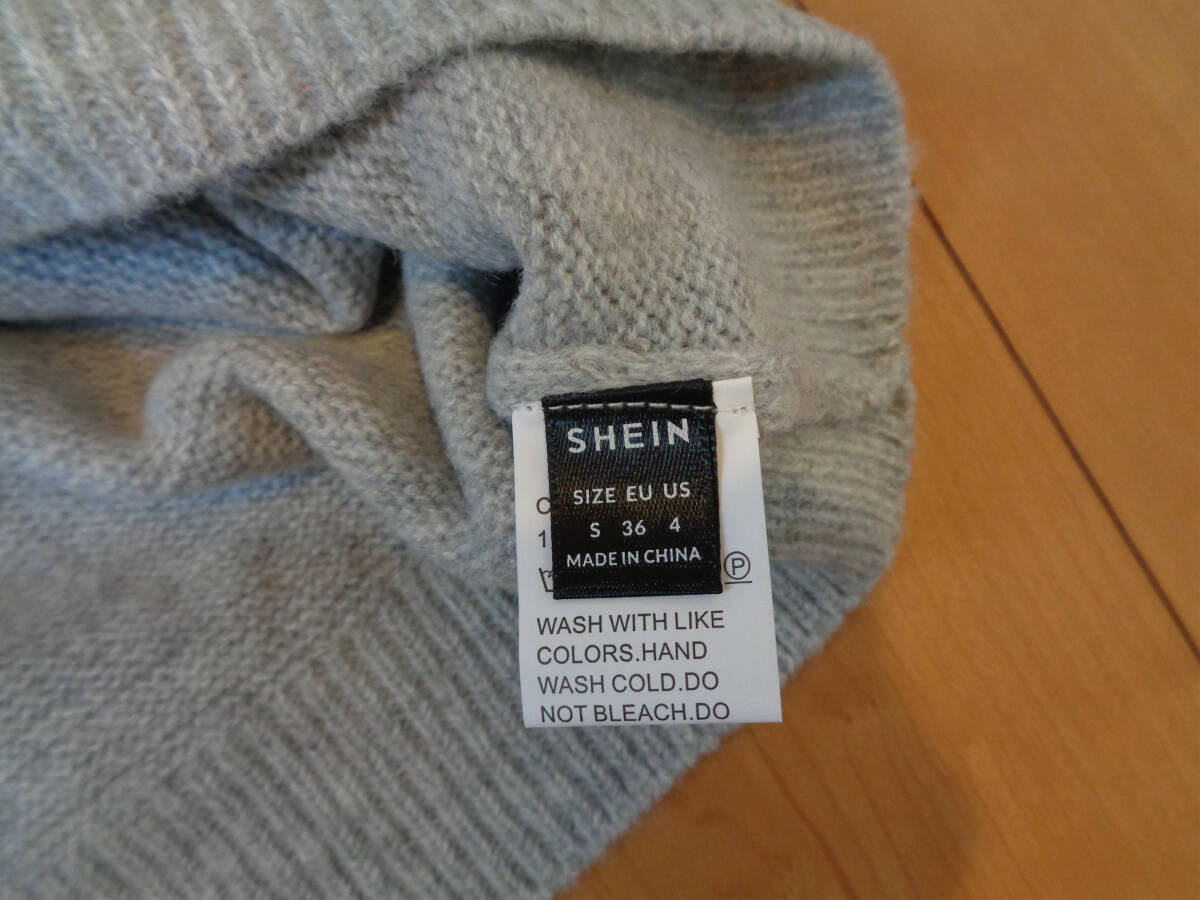 SHEIN
SIZE EU US
S 36 4
MADE IN CHINA
P
WASH WITH LIKE
COLORS.HAND
WASH COLD.DO
NOT BLEACH.DO